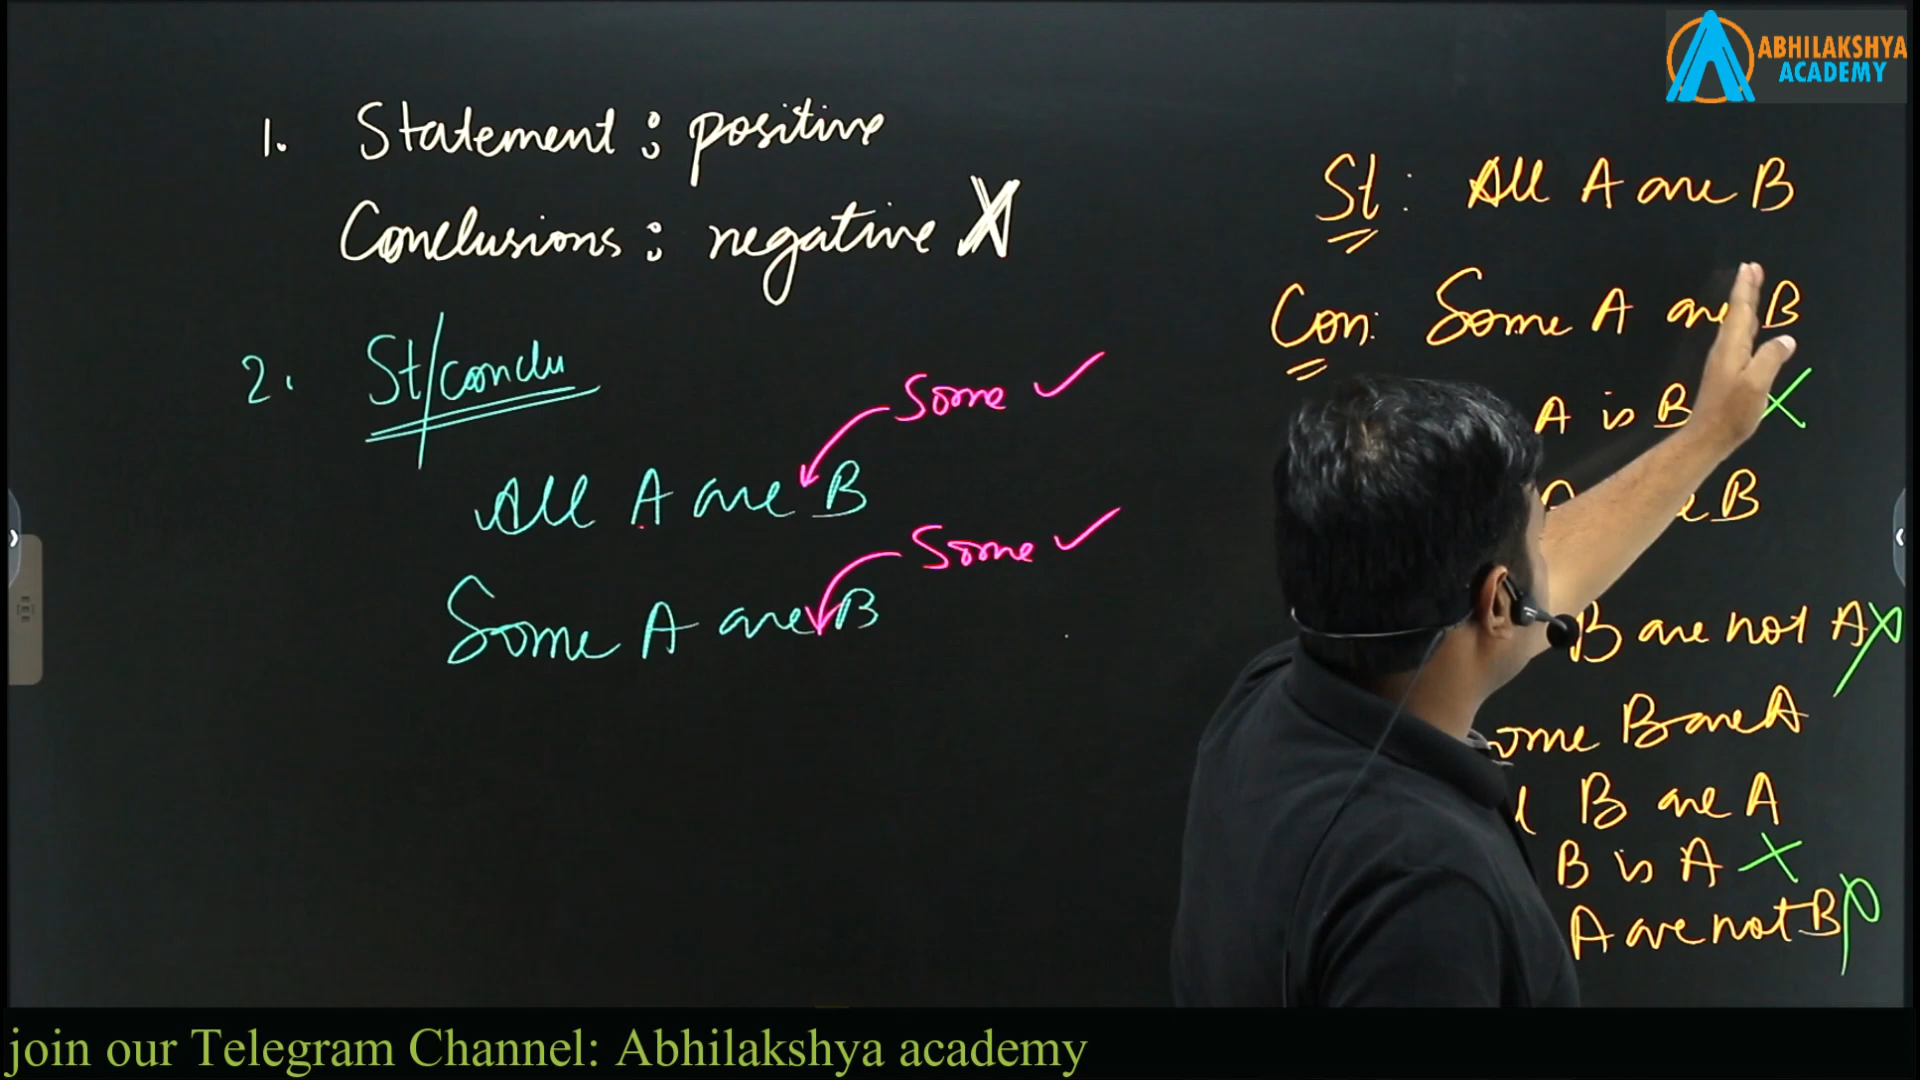 ABHILAKSHYA
ACADEMY
1. Statement : positive
Conclusions : negative X
2. St/conclu
All A are B
Some ✓
Some A are B
Some ✓
St : All A are B
Con: Some A are B
A is B X
B
B are not A X
Some B are A
B are A
B is A X
A are not B
join our Telegram Channel: Abhilakshya academy